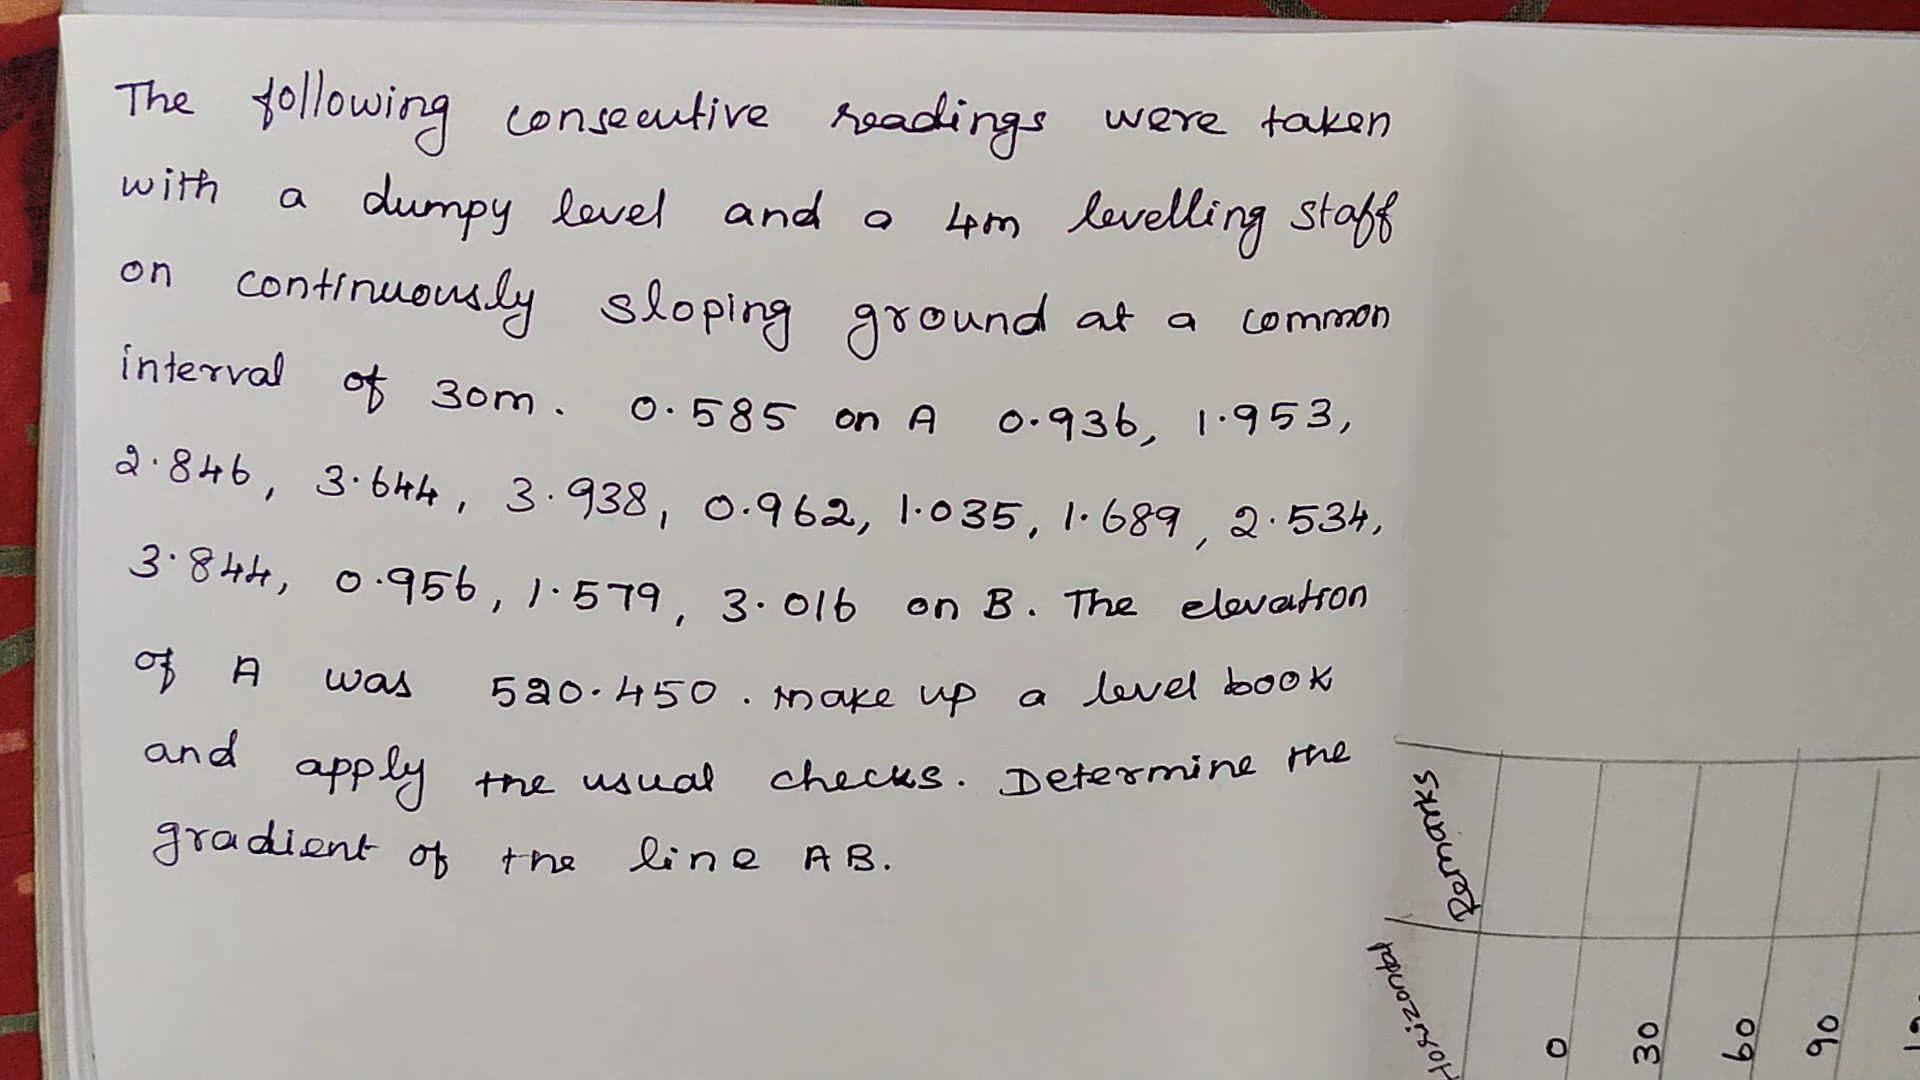 The following consecutive readings were taken
with a dumpy level and a 4m levelling staff
on continuously sloping ground at a common
interval of 30m. 0.585 on A 0.936, 1.953,
2.846, 3.644, 3.938, 0.962, 1.035, 1.689, 2.534,
3.844, 0.956, 1.579, 3.016 on B. The elevation
of A was 520.450. make up a level book
and apply the usual checks. Determine the
gradient of the line AB.
Remarks
Horizontal
0
30
60
90